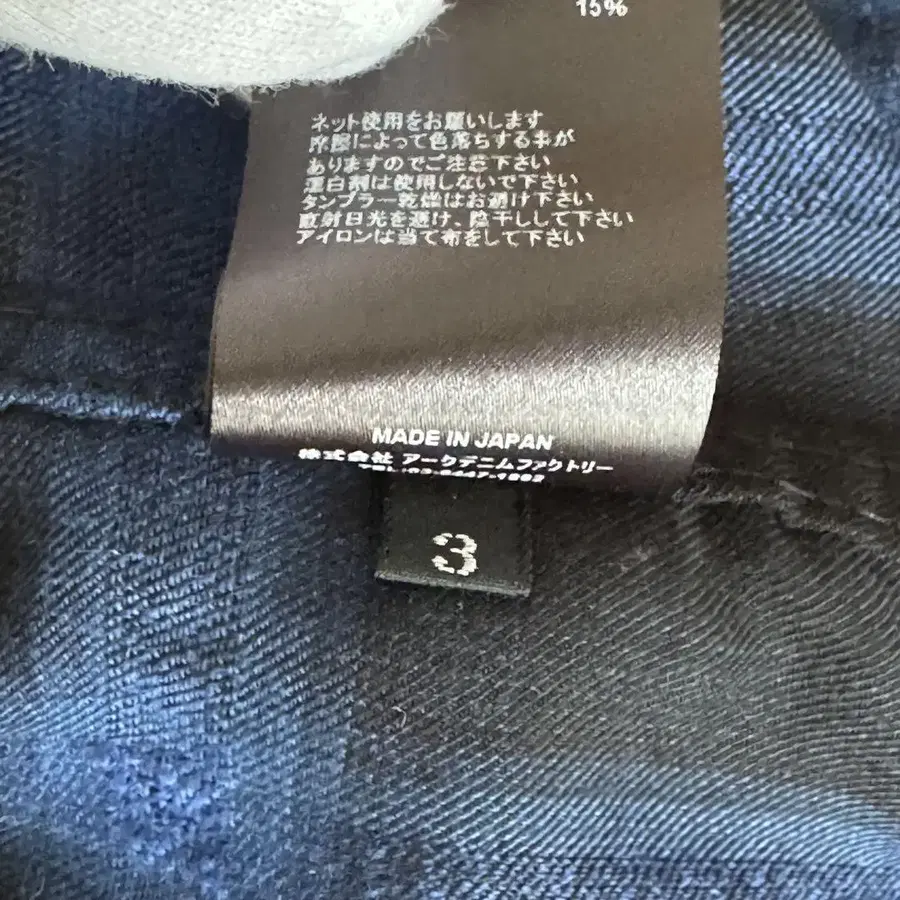 15%
ネット使用をお願いします
摩擦によって色落ちする事が
ありますのでご注意下さい
漂白剤は使用しないで下さい
タンブラー乾燥はお避け下さい
直射日光を避け、陰干しして下さい
アイロンは当て布をして下さい
MADE IN JAPAN
株式会社 アークデニムファクトリー
TEL:03-6447-1802
3